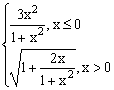 { 3x²/(1 + x²), x ≤ 0
√(1 + 2x/(1 + x²)), x > 0